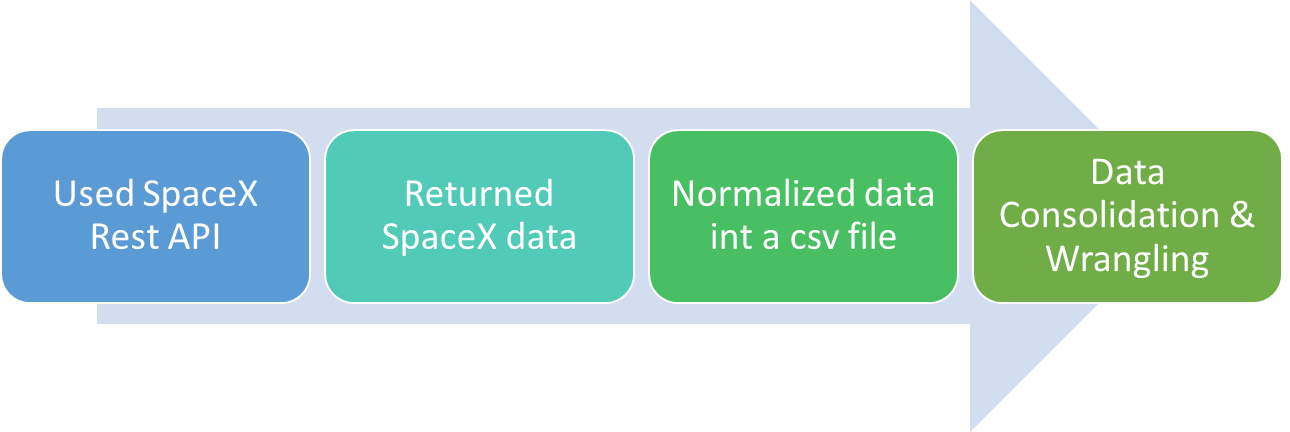 Used SpaceX
Rest API
Returned
SpaceX data
Normalized data
int a csv file
Data
Consolidation &
Wrangling